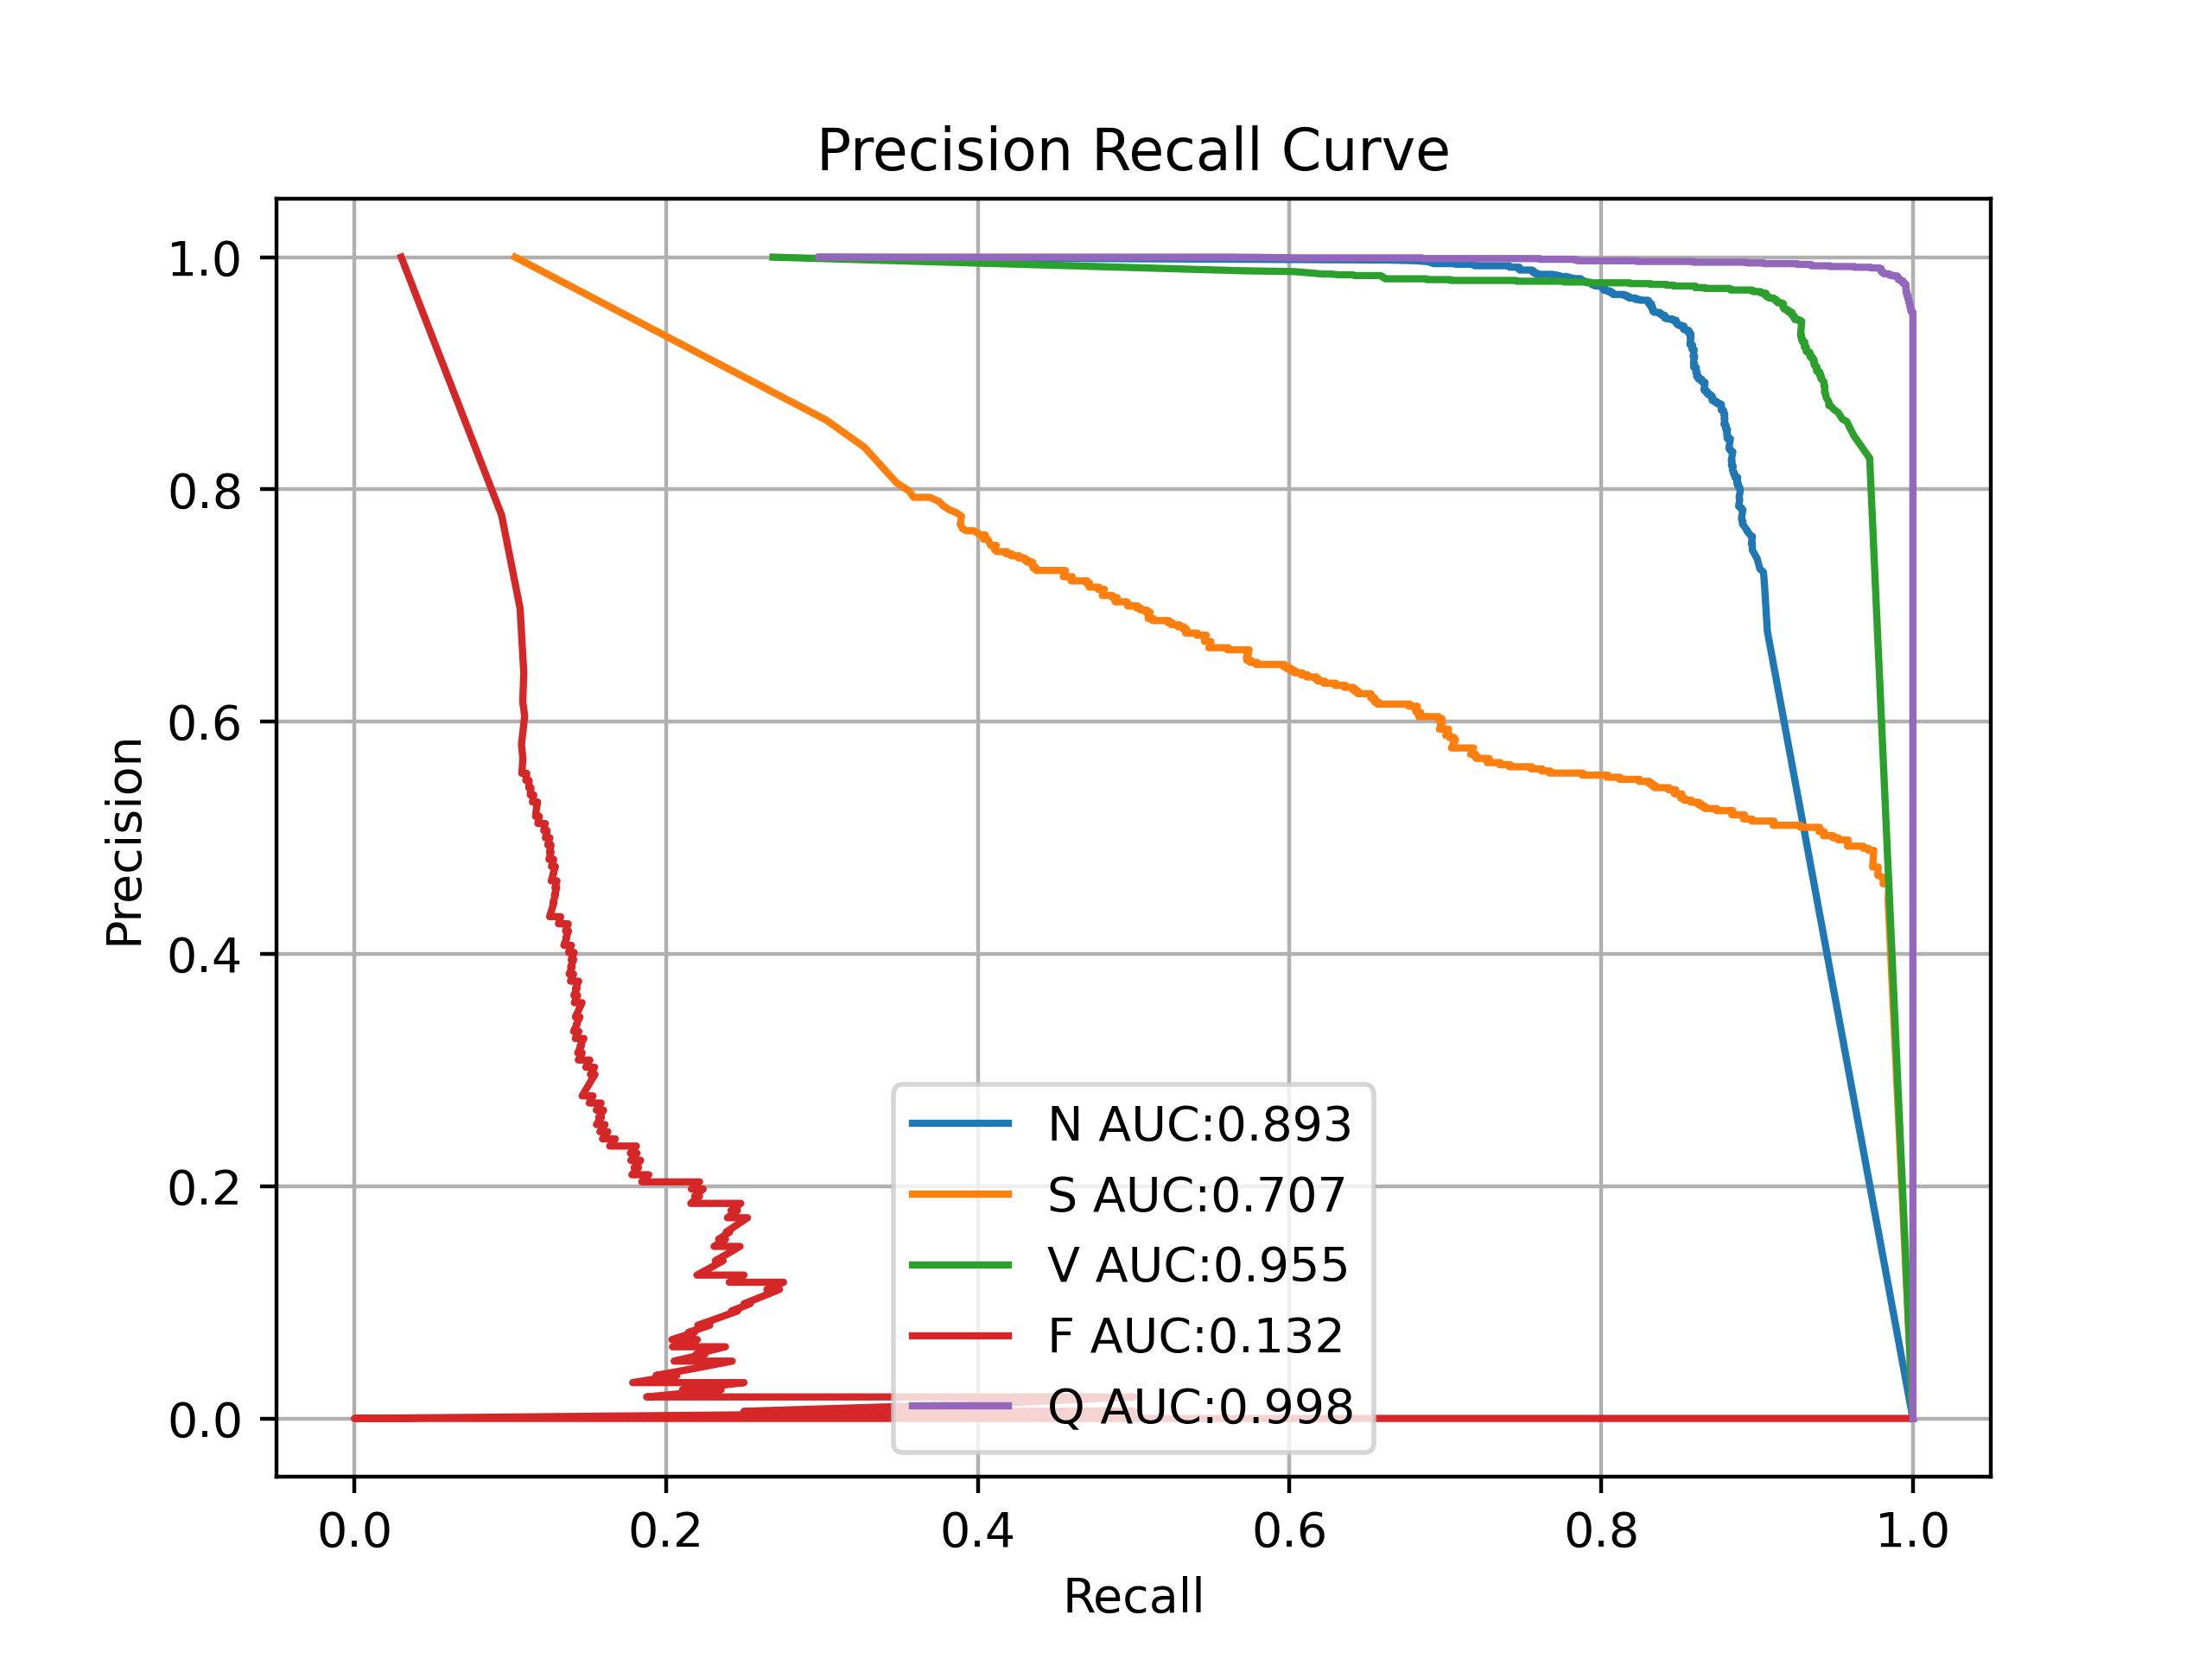 Precision Recall Curve
1.0
0.8
0.6
0.4
0.2
0.0
Precision
N AUC:0.893
S AUC:0.707
V AUC:0.955
F AUC:0.132
Q AUC:0.998
0.0 0.2 0.4 0.6 0.8 1.0
Recall